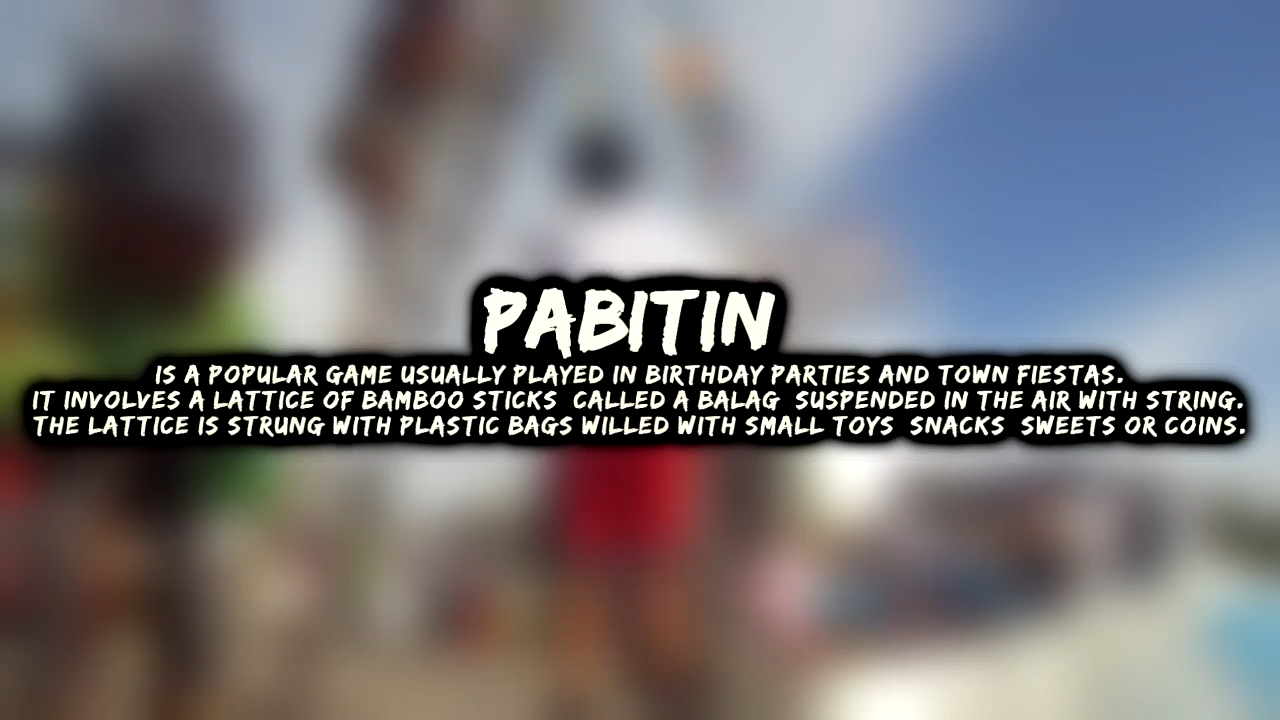 PABITIN
IS A POPULAR GAME USUALLY PLAYED IN BIRTHDAY PARTIES AND TOWN FIESTAS.
IT INVOLVES A LATTICE OF BAMBOO STICKS CALLED A BALAG SUSPENDED IN THE AIR WITH STRING.
THE LATTICE IS STRUNG WITH PLASTIC BAGS WILLED WITH SMALL TOYS SNACKS SWEETS OR COINS.